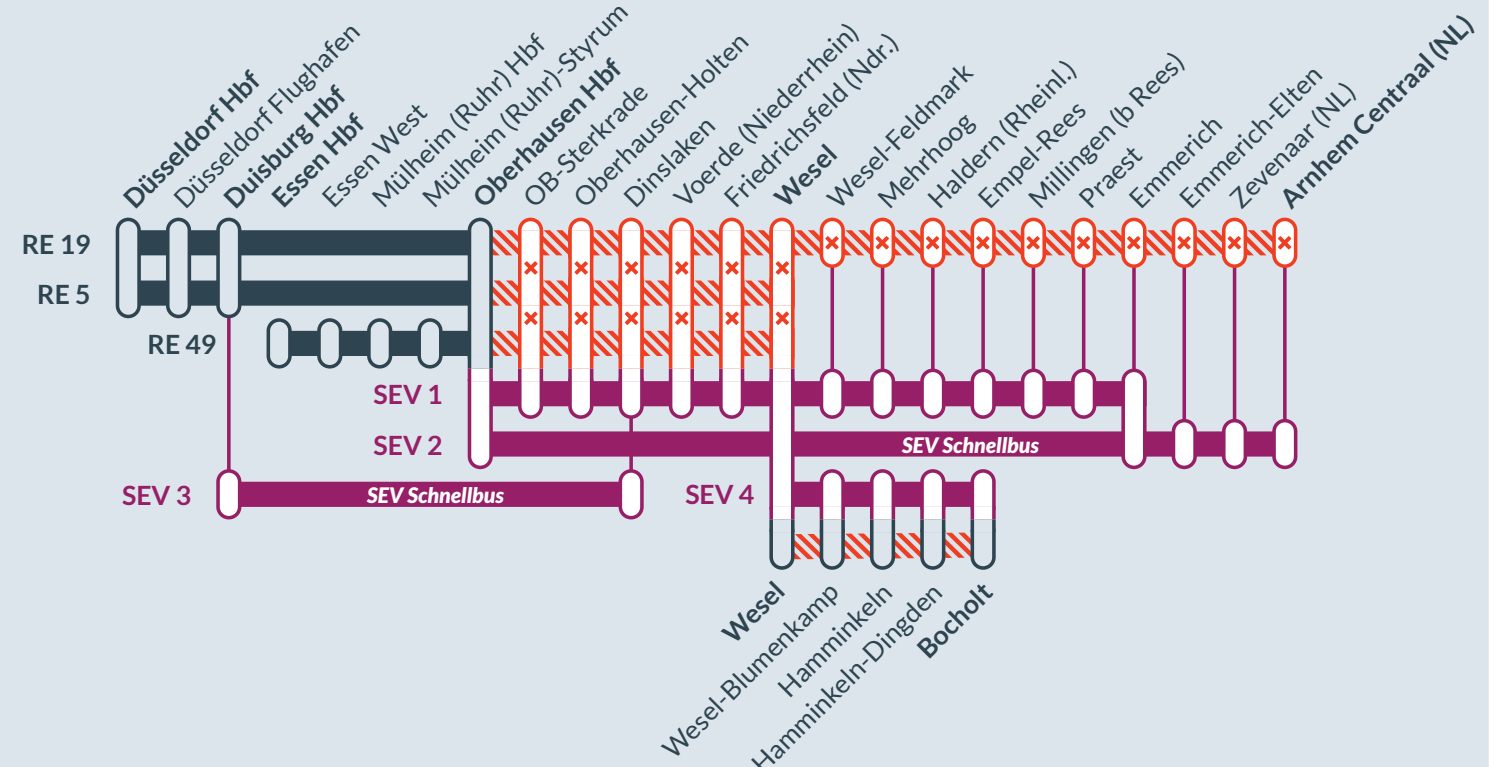 Düsseldorf Hbf
Düsseldorf Flughafen
Duisburg Hbf
Essen Hbf
Essen West
Mülheim (Ruhr) Hbf
Mülheim (Ruhr)-Styrum
Oberhausen Hbf
OB-Sterkrade
Oberhausen-Holten
Dinslaken
Voerde (Niederrhein)
Friedrichsfeld (Ndr.)
Wesel
Wesel-Feldmark
Mehrhoog
Haldern (Rheinl.)
Empel-Rees
Millingen (b Rees)
Praest
Emmerich
Emmerich-Elten
Zevenaar (NL)
Arnhem Centraal (NL)
RE 19
RE 5
RE 49
SEV 1
SEV 2
SEV Schnellbus
SEV 3
SEV Schnellbus
SEV 4
Wesel
Wesel-Blumenkamp
Hamminkeln
Hamminkeln-Dingden
Bocholt